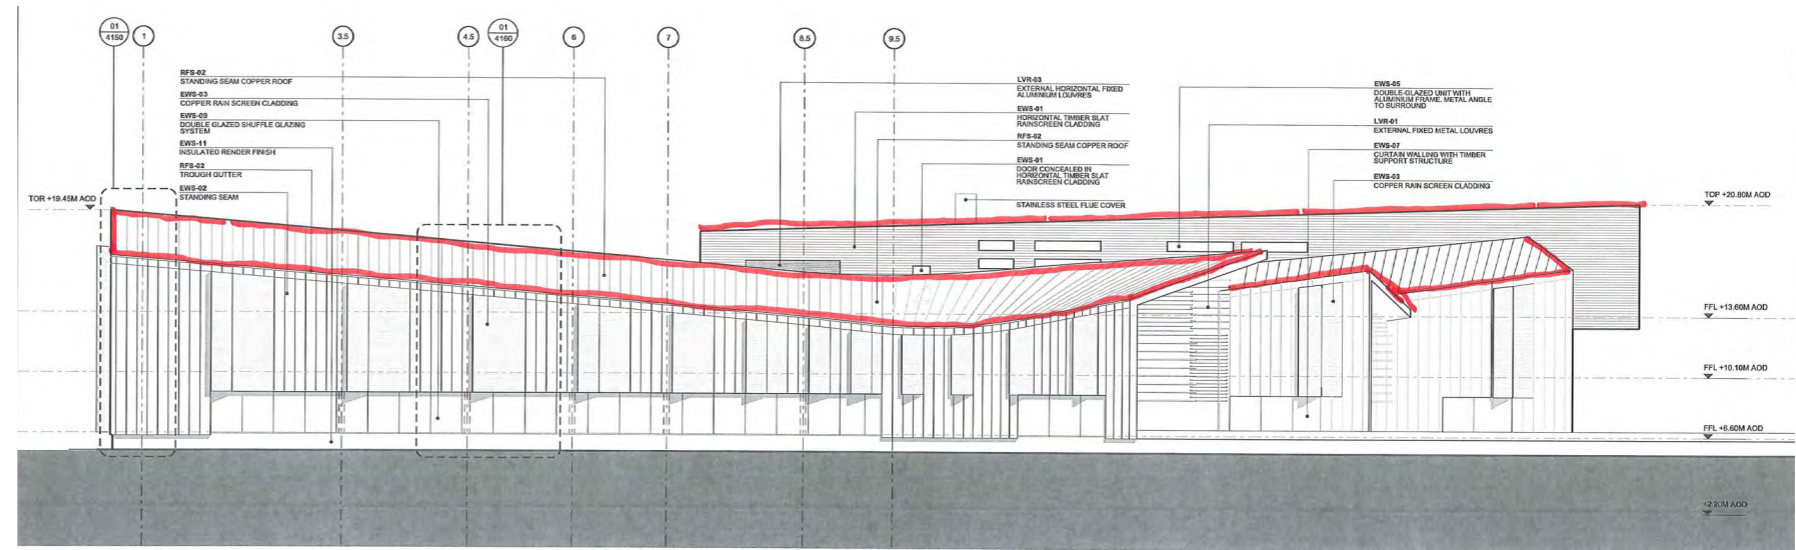 01
4150
1
3.5
4.5
01
4160
6
7
8.5
9.5
RFS-02
STANDING SEAM COPPER ROOF
EWS-03
COPPER RAIN SCREEN CLADDING
EWS-09
DOUBLE GLAZED SHUFFLE GLAZING
SYSTEM
EWS-11
INSULATED RENDER FINISH
RFS-02
TROUGH GUTTER
EWS-02
STANDING SEAM
TOR +19.45M AOD
LVR-03
EXTERNAL HORIZONTAL FIXED
ALUMINIUM LOUVRES
EWS-01
HORIZONTAL TIMBER SLAT
RAINSCREEN CLADDING
RFS-02
STANDING SEAM COPPER ROOF
EWS-01
DOOR CONCEALED IN
HORIZONTAL TIMBER SLAT
RAINSCREEN CLADDING
STAINLESS STEEL FLUE COVER
EWS-05
DOUBLE-GLAZED UNIT WITH
ALUMINIUM FRAME. METAL ANGLE
TO SURROUND
LVR-01
EXTERNAL FIXED METAL LOUVRES
EWS-07
CURTAIN WALLING WITH TIMBER
SUPPORT STRUCTURE
EWS-03
COPPER RAIN SCREEN CLADDING
TOP +20.80M AOD
FFL +13.60M AOD
FFL +10.10M AOD
FFL +6.60M AOD
+2.20M AOD